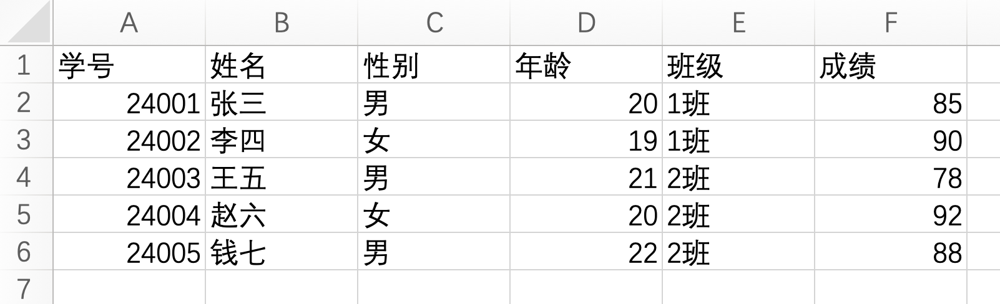 A B C D E F
1 学号 姓名 性别 年龄 班级 成绩
2 24001 张三 男 20 1班 85
3 24002 李四 女 19 1班 90
4 24003 王五 男 21 2班 78
5 24004 赵六 女 20 2班 92
6 24005 钱七 男 22 2班 88
7